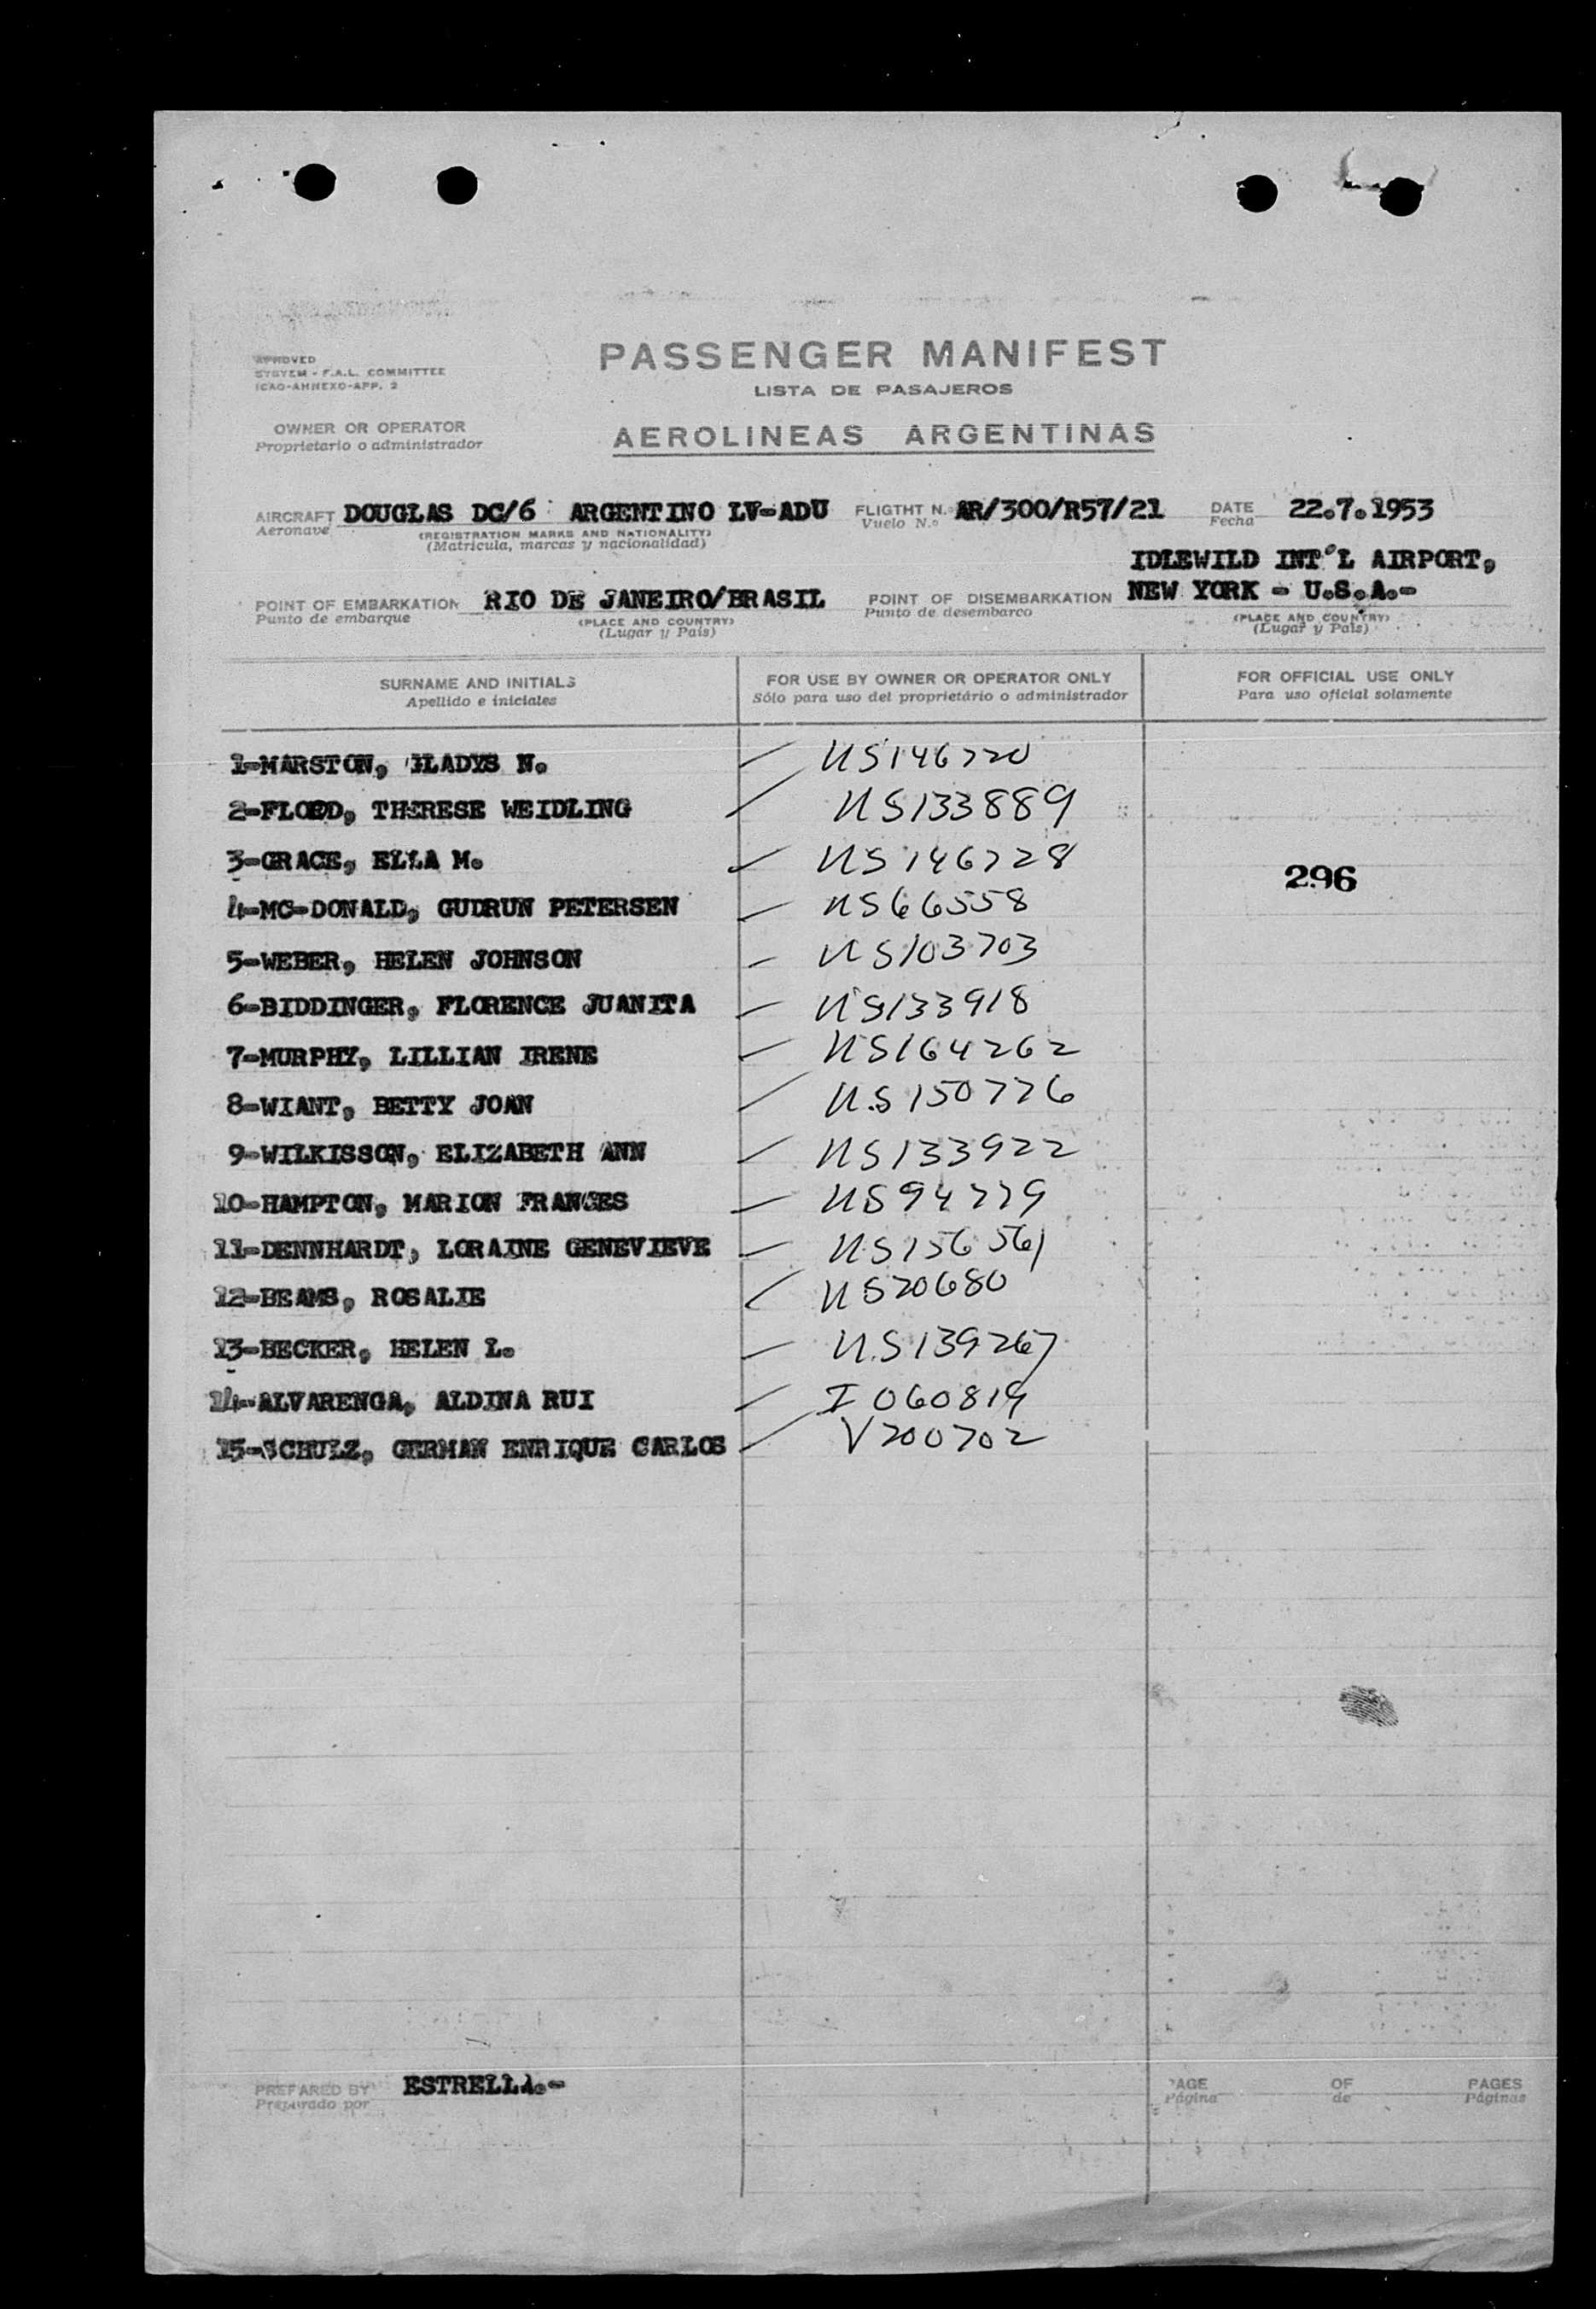 APROVED
SYSTEM - F.A.L. COMMITTEE
ICAO-ANNEXO-APP. 2
PASSENGER MANIFEST
LISTA DE PASAJEROS
OWNER OR OPERATOR
Proprietario o administrador
AEROLINEAS ARGENTINAS
AIRCRAFT DOUGLAS DC/6 ARGENTINO LV-ADU FLIGTHT N.º AR/300/R57/21 DATE 22.7.1953
Aeronave (REGISTRATION MARKS AND NATIONALITY) Vuelo N.º Fecha
(Matrícula, marcas y nacionalidad)
IDLEWILD INT'L AIRPORT,
POINT OF EMBARKATION RIO DE JANEIRO/BRASIL POINT OF DISEMBARKATION NEW YORK - U.S.A.-
Punto de embarque (PLACE AND COUNTRY) Punto de desembarco (PLACE AND COUNTRY)
(Lugar y País) (Lugar y País)
SURNAME AND INITIALS FOR USE BY OWNER OR OPERATOR ONLY FOR OFFICIAL USE ONLY
Apellido e iniciales Sólo para uso del proprietário o administrador Para uso oficial solamente
1-MARSTON, GLADYS N. US146720
2-FLOOD, THERESE WEIDLING US133889
3-GRACE, ELLA M. US146728
296
4-MC-DONALD, GUDRUN PETERSEN US66558
5-WEBER, HELEN JOHNSON US103703
6-BIDDINGER, FLORENCE JUANITA US133918
7-MURPHY, LILLIAN IRENE US164262
8-WIANT, BETTY JOAN U.S150776
9-WILKISSON, ELIZABETH ANN US133922
10-HAMPTON, MARION FRANCES US94779
11-DENNHARDT, LORAINE GENEVIEVE US156561
12-BEAMS, ROSALIE US20680
13-BECKER, HELEN L. U.S139267
14-ALVARENGA, ALDINA RUI I 060819
15-SCHULZ, GERMAN ENRIQUE CARLOS V200702
PREPARED BY ESTRELLA.- PAGE OF PAGES
Preparado por Página de Páginas